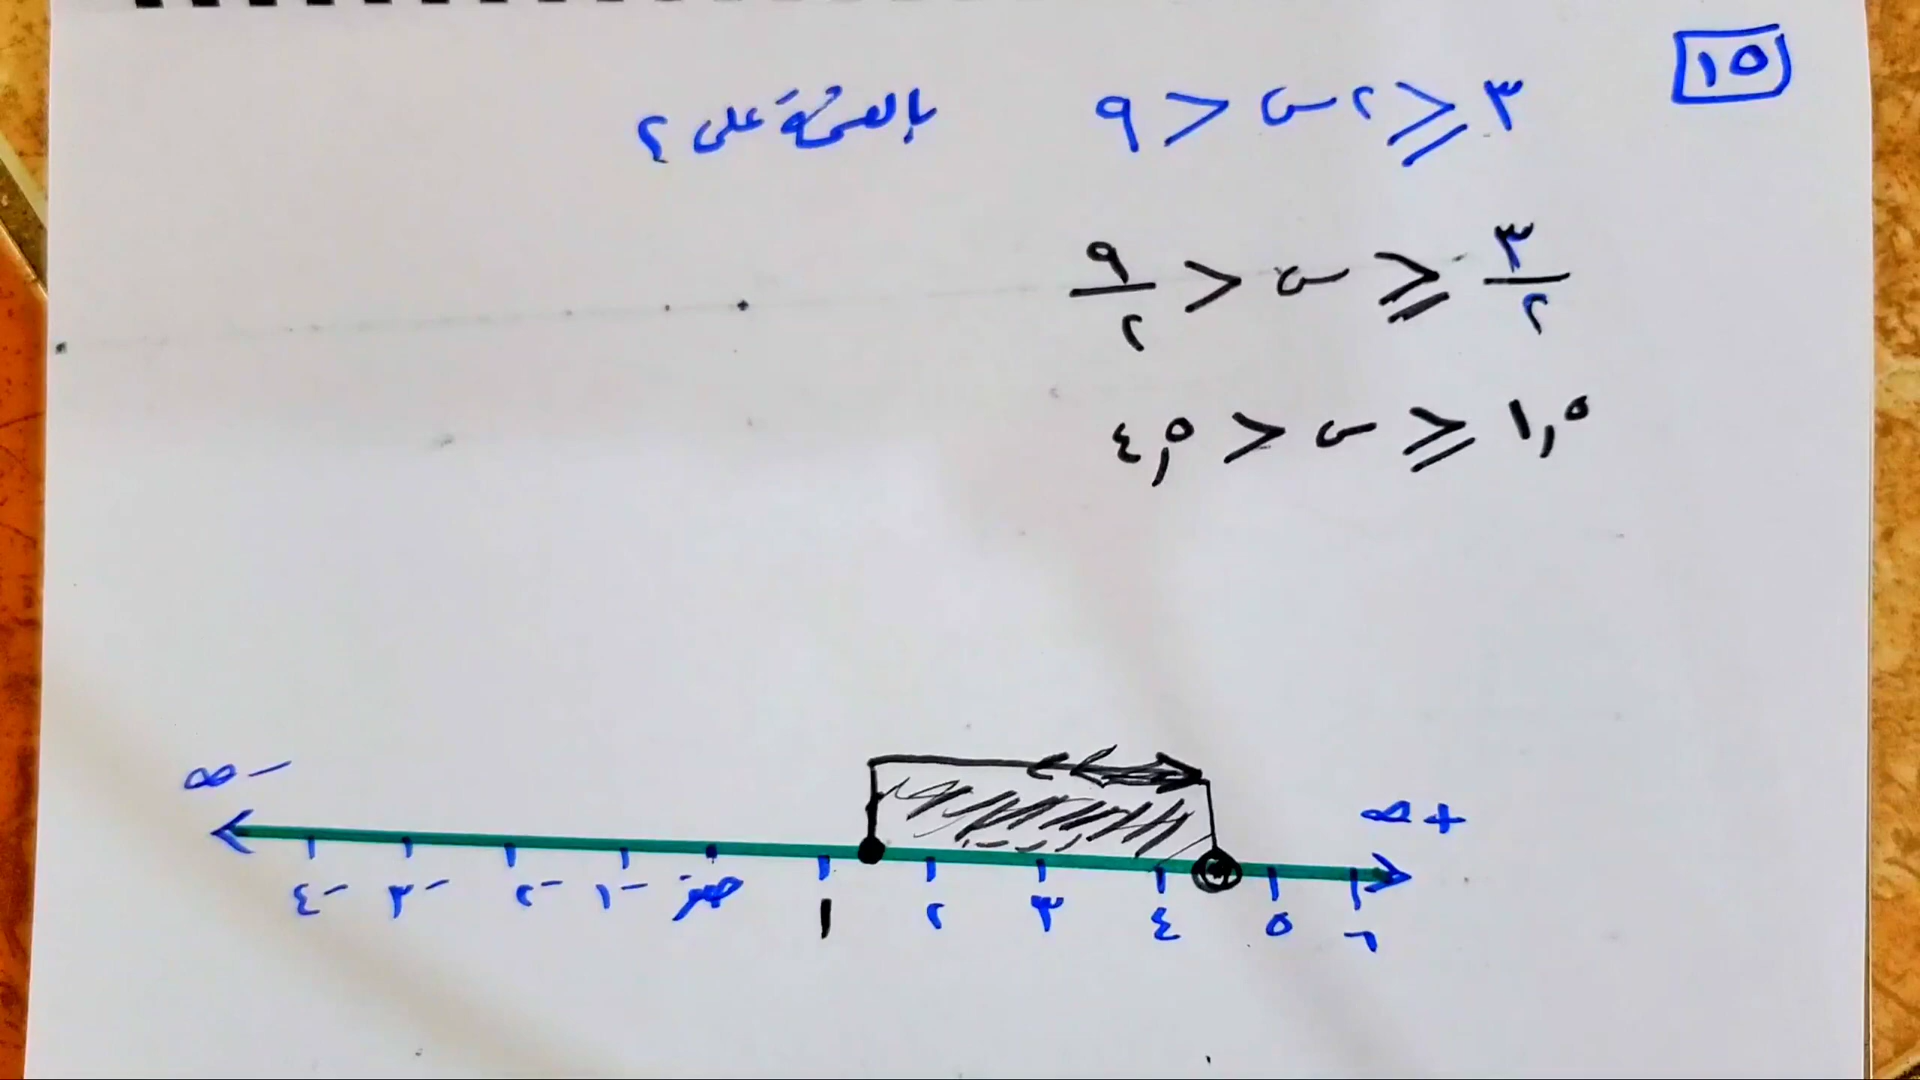 ١٥
٣ ≤ ٢س < ٩ بالقسمة على ٢
٣/٢ ≤ س < ٩/٢
١,٥ ≤ س < ٤,٥
-∞ +∞
-٤ -٣ -٢ -١ صفر ١ ٢ ٣ ٤ ٥ ٦